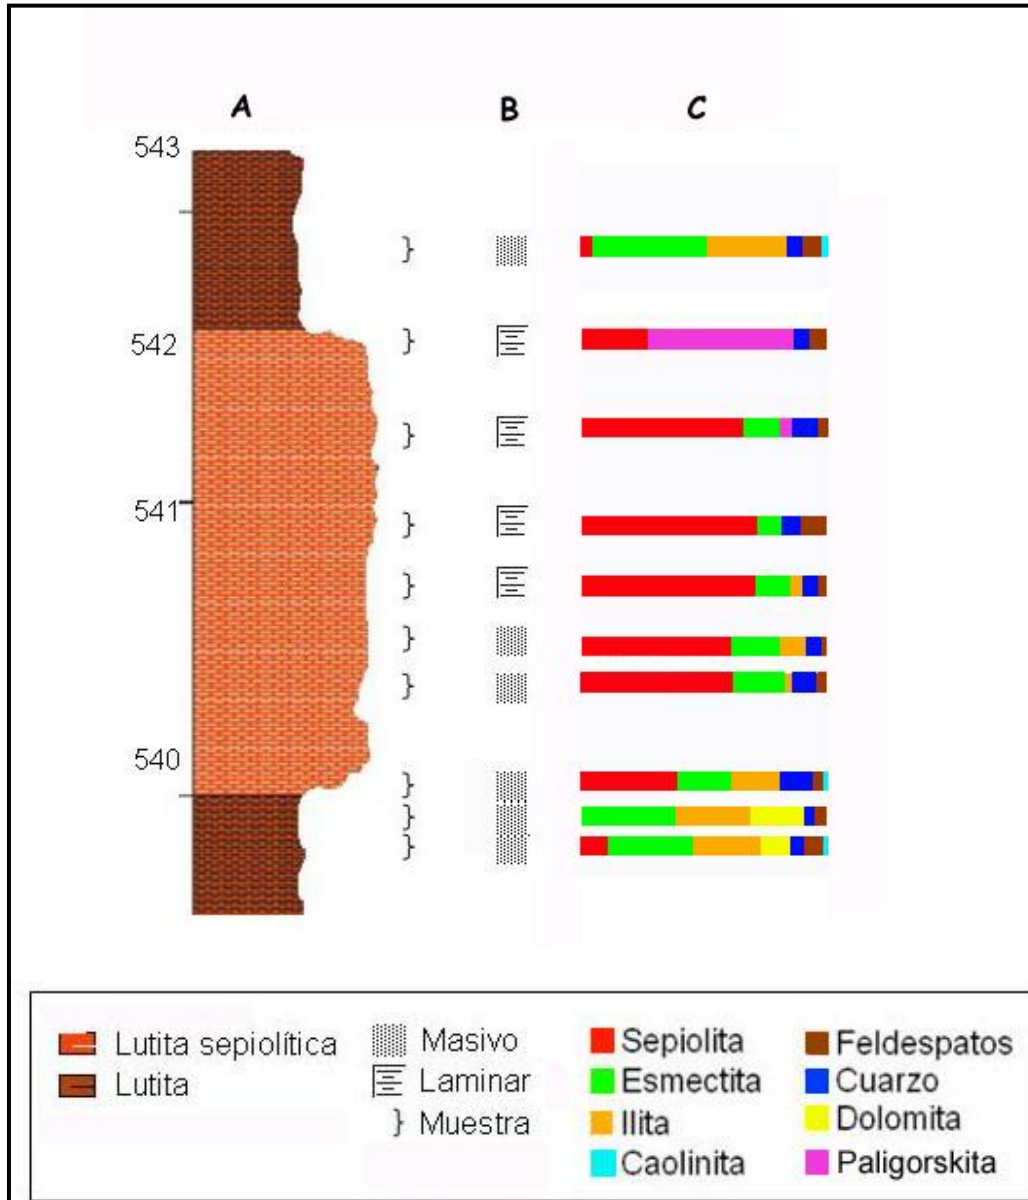 A B C
543
542
541
540
Lutita sepiolítica
Lutita
Masivo
Laminar
} Muestra
Sepiolita
Esmectita
Ilita
Caolinita
Feldespatos
Cuarzo
Dolomita
Paligorskita